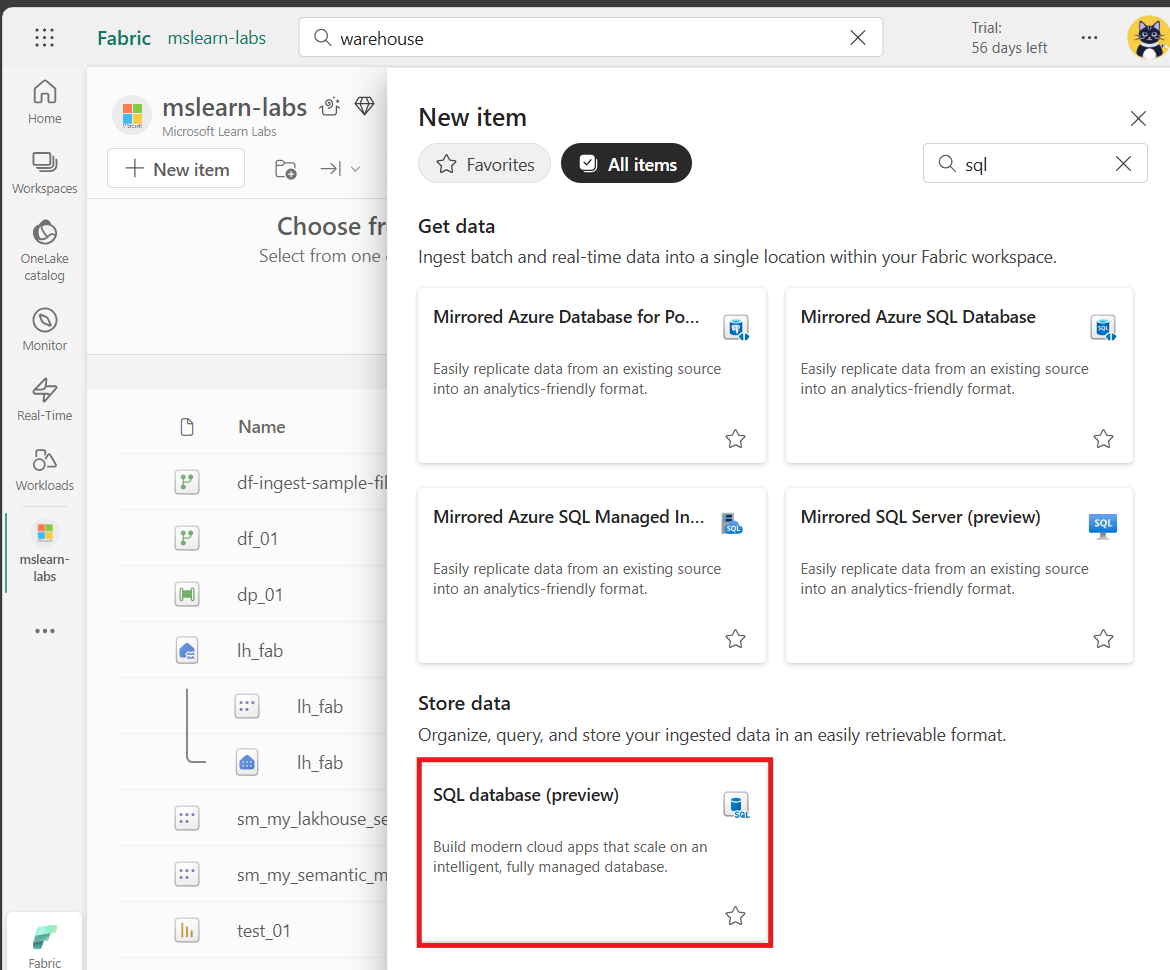 Fabric mslearn-labs
warehouse
Trial:
56 days left
Home
Workspaces
OneLake
catalog
Monitor
Real-Time
Workloads
mslearn-
labs
Fabric
mslearn-labs
Microsoft Learn Labs
New item
Choose fr
Select from one
Name
df-ingest-sample-fil
df_01
dp_01
lh_fab
lh_fab
lh_fab
sm_my_lakhouse_se
sm_my_semantic_m
test_01
New item
Favorites
All items
sql
Get data
Ingest batch and real-time data into a single location within your Fabric workspace.
Mirrored Azure Database for Po...
Easily replicate data from an existing source
into an analytics-friendly format.
Mirrored Azure SQL Database
SQL
Easily replicate data from an existing source
into an analytics-friendly format.
Mirrored Azure SQL Managed In...
SQL
Easily replicate data from an existing source
into an analytics-friendly format.
Mirrored SQL Server (preview)
SQL
Easily replicate data from an existing source
into an analytics-friendly format.
Store data
Organize, query, and store your ingested data in an easily retrievable format.
SQL database (preview)
SQL
Build modern cloud apps that scale on an
intelligent, fully managed database.